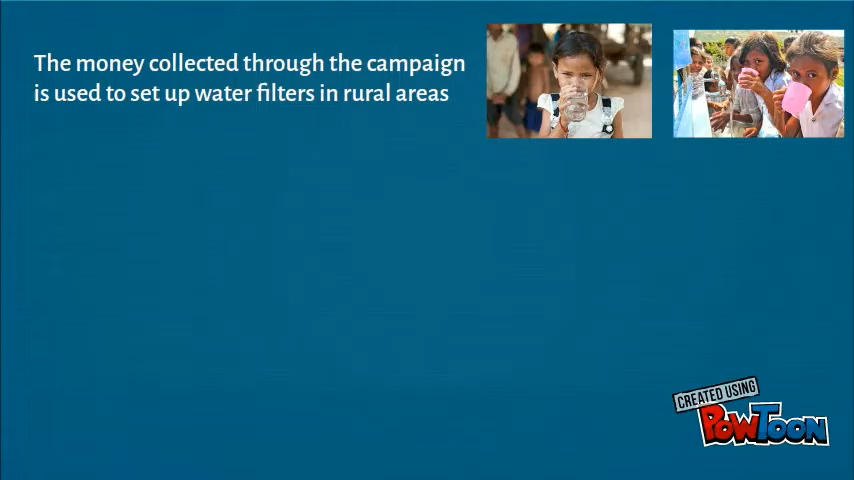 The money collected through the campaign
is used to set up water filters in rural areas
CREATED USING
POWTOON